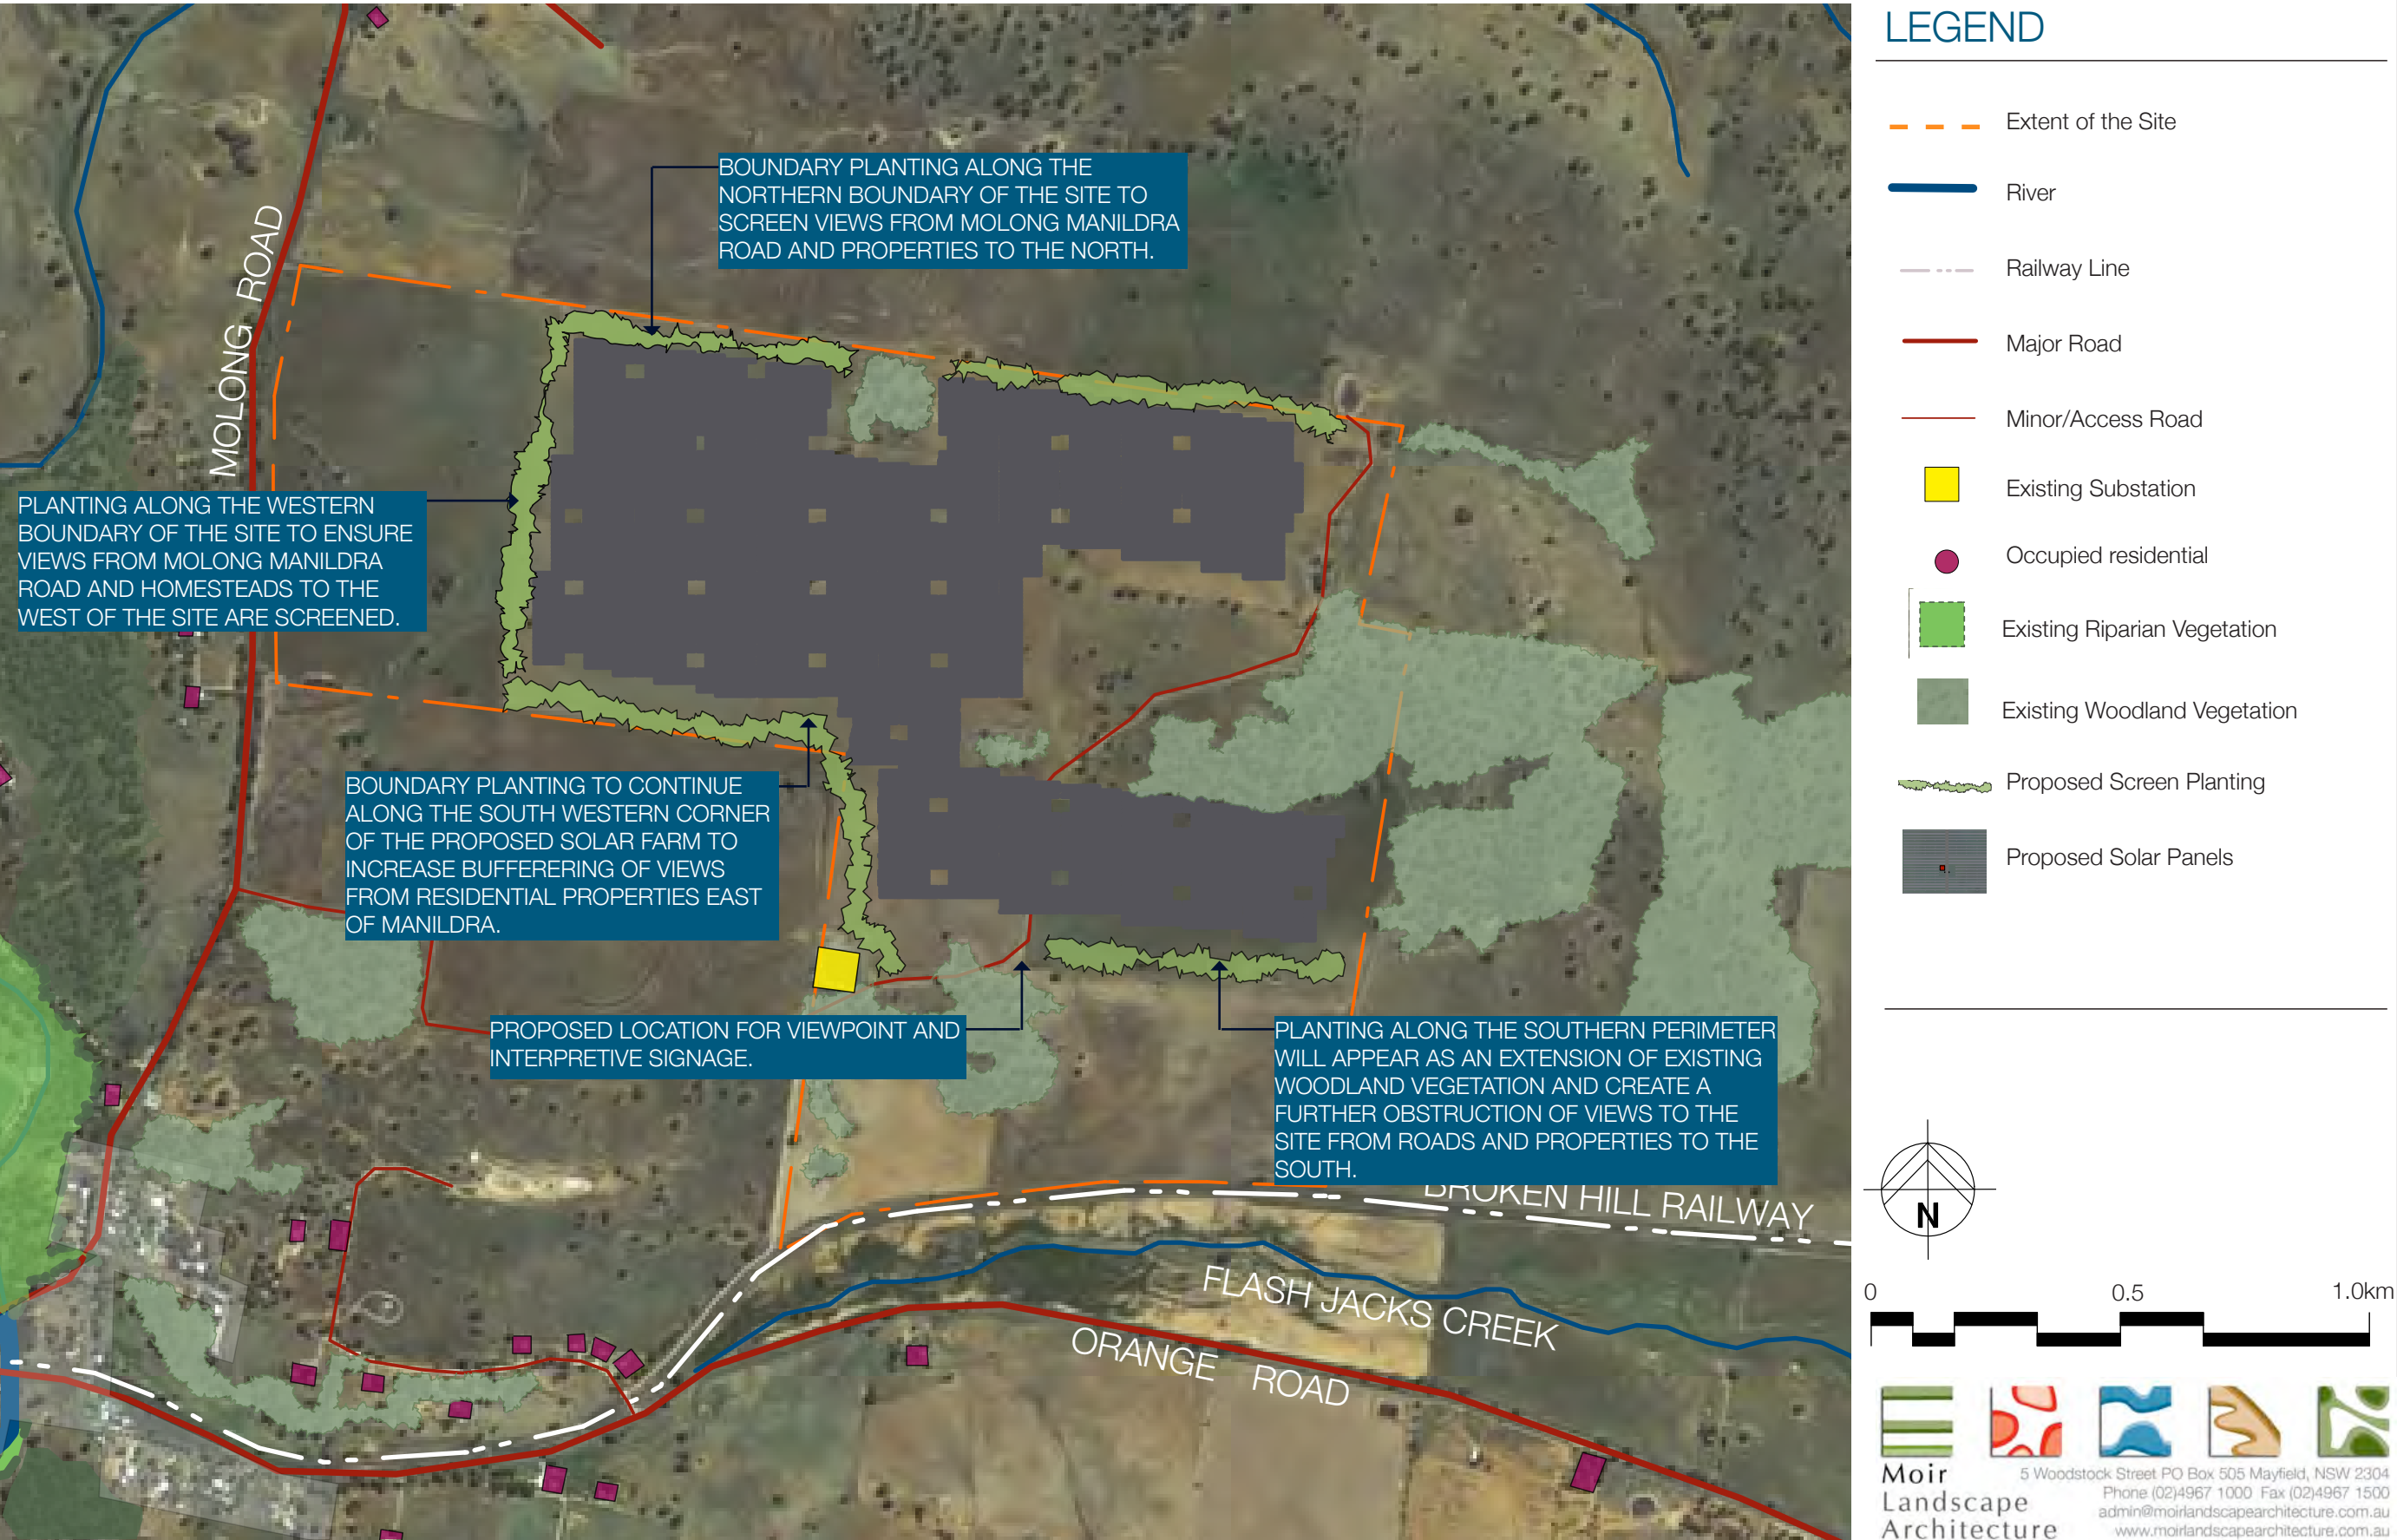 BOUNDARY PLANTING ALONG THE
NORTHERN BOUNDARY OF THE SITE TO
SCREEN VIEWS FROM MOLONG MANILDRA
ROAD AND PROPERTIES TO THE NORTH.
MOLONG ROAD
PLANTING ALONG THE WESTERN
BOUNDARY OF THE SITE TO ENSURE
VIEWS FROM MOLONG MANILDRA
ROAD AND HOMESTEADS TO THE
WEST OF THE SITE ARE SCREENED.
BOUNDARY PLANTING TO CONTINUE
ALONG THE SOUTH WESTERN CORNER
OF THE PROPOSED SOLAR FARM TO
INCREASE BUFFERERING OF VIEWS
FROM RESIDENTIAL PROPERTIES EAST
OF MANILDRA.
PROPOSED LOCATION FOR VIEWPOINT AND
INTERPRETIVE SIGNAGE.
PLANTING ALONG THE SOUTHERN PERIMETER
WILL APPEAR AS AN EXTENSION OF EXISTING
WOODLAND VEGETATION AND CREATE A
FURTHER OBSTRUCTION OF VIEWS TO THE
SITE FROM ROADS AND PROPERTIES TO THE
SOUTH.
BROKEN HILL RAILWAY
FLASH JACKS CREEK
ORANGE ROAD
LEGEND
Extent of the Site
River
Railway Line
Major Road
Minor/Access Road
Existing Substation
Occupied residential
Existing Riparian Vegetation
Existing Woodland Vegetation
Proposed Screen Planting
Proposed Solar Panels
N
0 0.5 1.0km
Moir
Landscape
Architecture
5 Woodstock Street PO Box 505 Mayfield, NSW 2304
Phone (02)4967 1000 Fax (02)4967 1500
admin@moirlandscapearchitecture.com.au
www.moirlandscapearchitecture.com.au